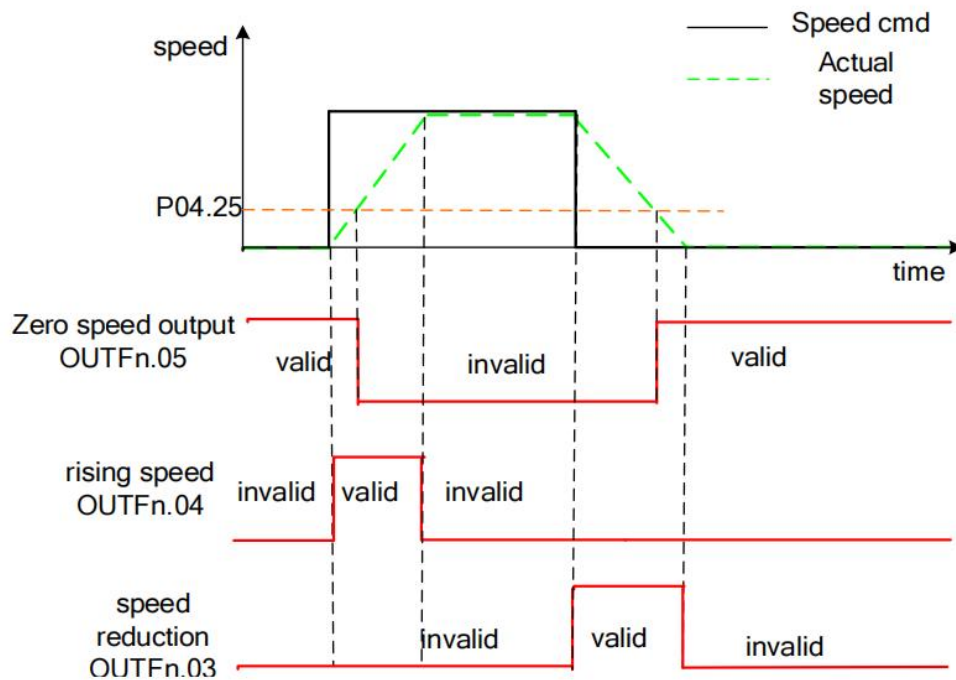 speed
Speed cmd
Actual
speed
P04.25
time
Zero speed output
OUTFn.05
valid
invalid
valid
rising speed
OUTFn.04
invalid
valid
invalid
speed
reduction
OUTFn.03
invalid
valid
invalid